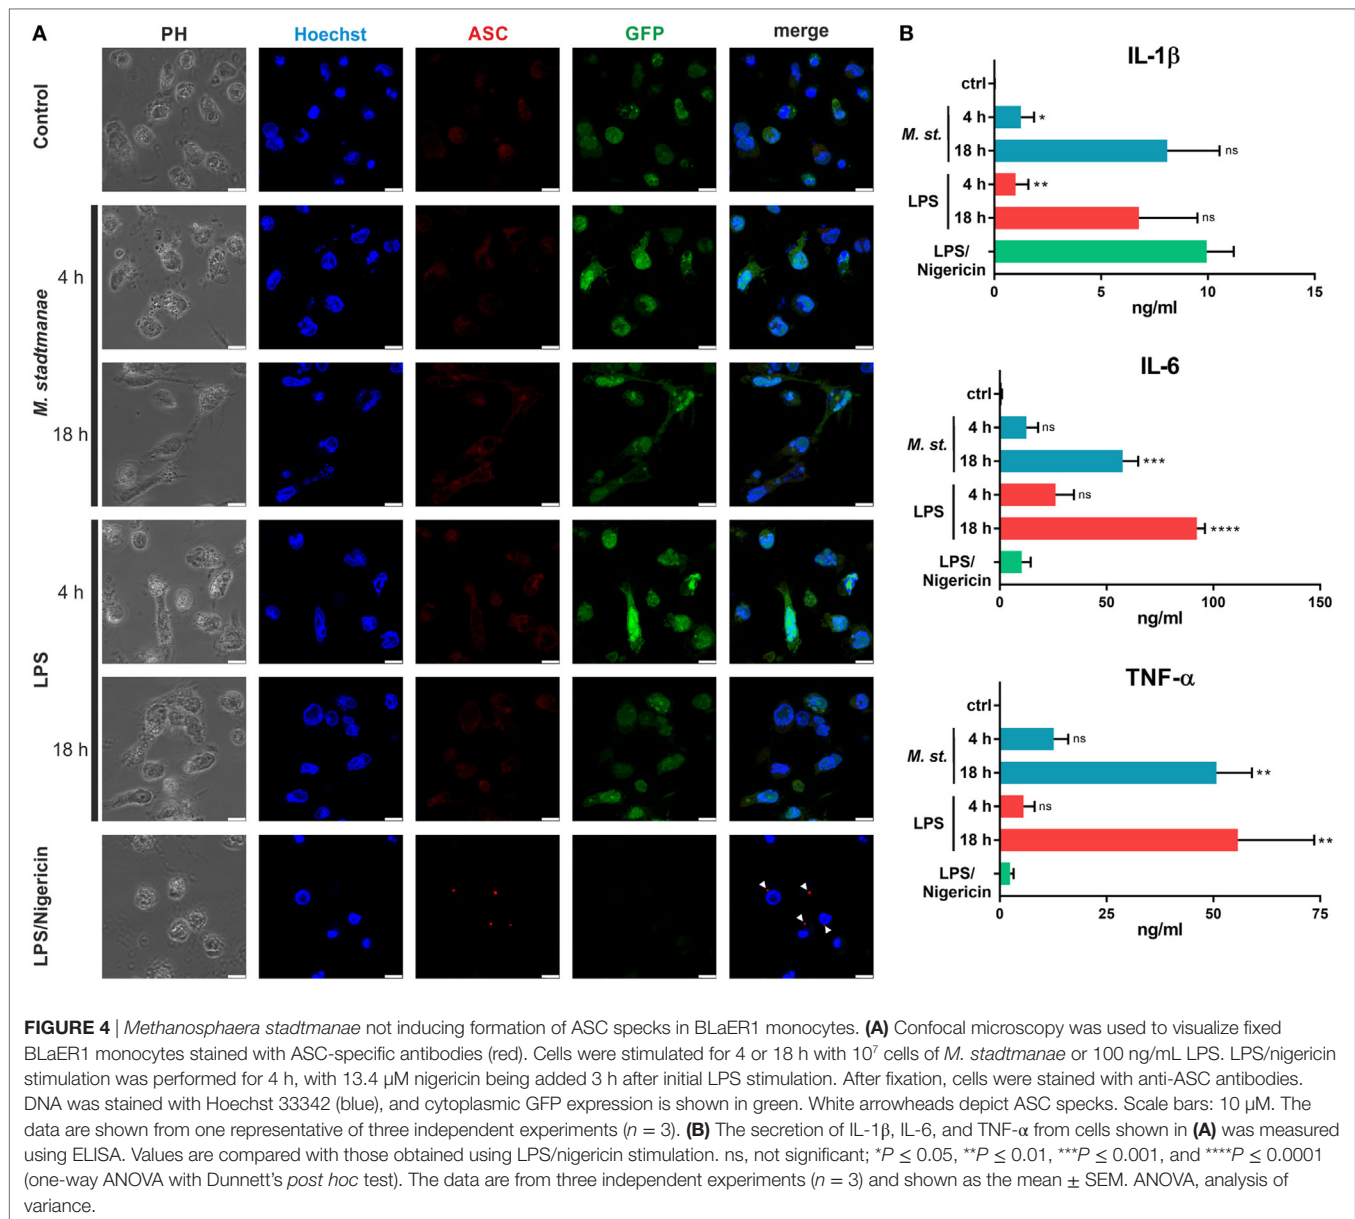 A
PH Hoechst ASC GFP merge
Control
M. stadtmanae
4 h
18 h
LPS
4 h
18 h
LPS/Nigericin
B
IL-1β
ctrl
4 h *
M. st.
18 h ns
4 h **
LPS
18 h ns
LPS/
Nigericin
0 5 10 15
ng/ml
IL-6
ctrl
4 h ns
M. st.
18 h ***
4 h ns
LPS
18 h ****
LPS/
Nigericin
0 50 100 150
ng/ml
TNF-α
ctrl
4 h ns
M. st.
18 h **
4 h ns
LPS
18 h **
LPS/
Nigericin
0 25 50 75
ng/ml
FIGURE 4 | Methanosphaera stadtmanae not inducing formation of ASC specks in BLaER1 monocytes. (A) Confocal microscopy was used to visualize fixed
BLaER1 monocytes stained with ASC-specific antibodies (red). Cells were stimulated for 4 or 18 h with 10⁷ cells of M. stadtmanae or 100 ng/mL LPS. LPS/nigericin
stimulation was performed for 4 h, with 13.4 µM nigericin being added 3 h after initial LPS stimulation. After fixation, cells were stained with anti-ASC antibodies.
DNA was stained with Hoechst 33342 (blue), and cytoplasmic GFP expression is shown in green. White arrowheads depict ASC specks. Scale bars: 10 µM. The
data are shown from one representative of three independent experiments (n = 3). (B) The secretion of IL-1β, IL-6, and TNF-α from cells shown in (A) was measured
using ELISA. Values are compared with those obtained using LPS/nigericin stimulation. ns, not significant; *P ≤ 0.05, **P ≤ 0.01, ***P ≤ 0.001, and ****P ≤ 0.0001
(one-way ANOVA with Dunnett's post hoc test). The data are from three independent experiments (n = 3) and shown as the mean ± SEM. ANOVA, analysis of
variance.